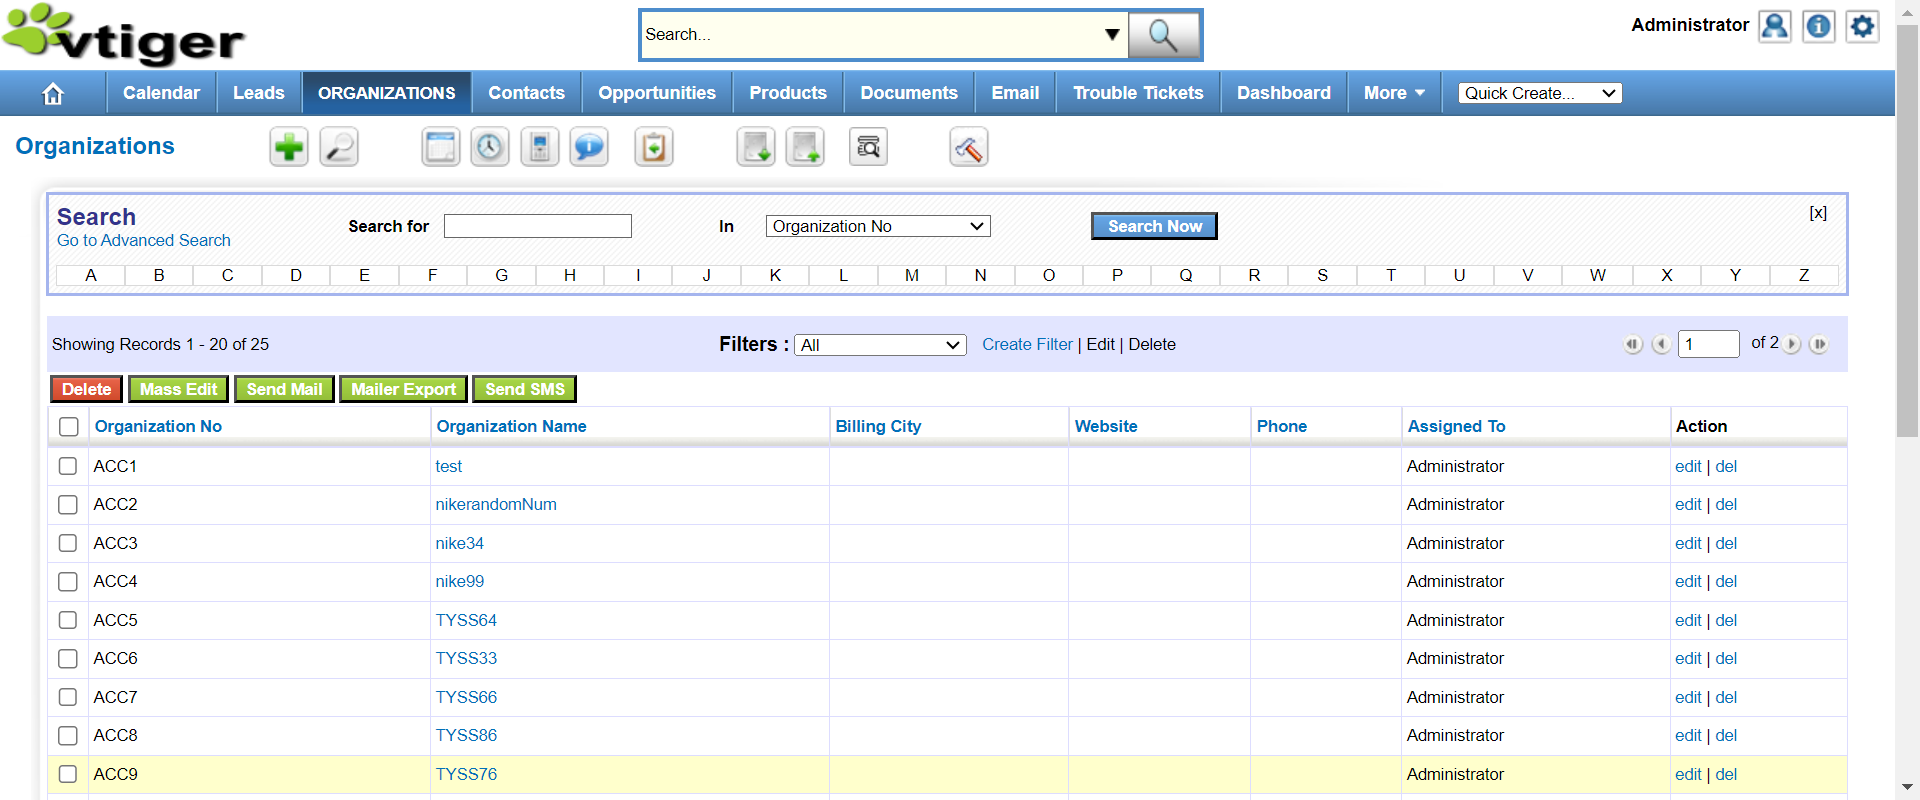 vtiger
Search...
Administrator
Calendar Leads ORGANIZATIONS Contacts Opportunities Products Documents Email Trouble Tickets Dashboard More Quick Create...
Organizations
Search
Go to Advanced Search
Search for In Organization No Search Now [x]
A B C D E F G H I J K L M N O P Q R S T U V W X Y Z
Showing Records 1 - 20 of 25 Filters : All Create Filter | Edit | Delete 1 of 2
Delete Mass Edit Send Mail Mailer Export Send SMS
Organization No Organization Name Billing City Website Phone Assigned To Action
ACC1 test Administrator edit | del
ACC2 nikerandomNum Administrator edit | del
ACC3 nike34 Administrator edit | del
ACC4 nike99 Administrator edit | del
ACC5 TYSS64 Administrator edit | del
ACC6 TYSS33 Administrator edit | del
ACC7 TYSS66 Administrator edit | del
ACC8 TYSS86 Administrator edit | del
ACC9 TYSS76 Administrator edit | del